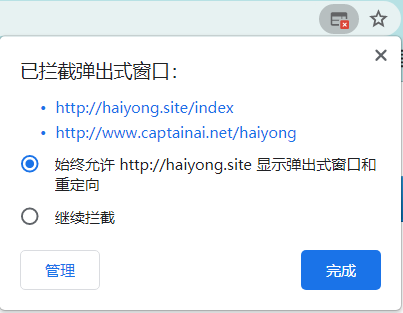 已拦截弹出式窗口：
• http://haiyong.site/index
• http://www.captainai.net/haiyong
始终允许 http://haiyong.site 显示弹出式窗口和
重定向
继续拦截
管理
完成